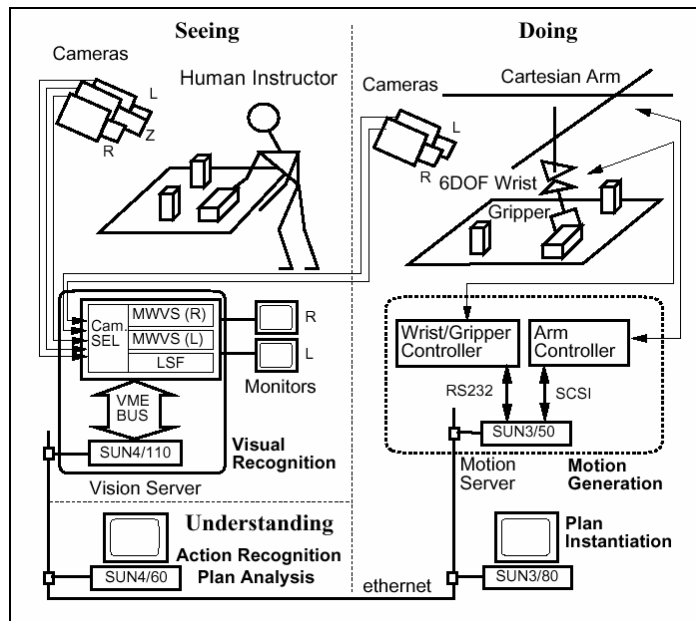 Seeing
Cameras
Human Instructor
L
Z
R
Doing
Cameras
Cartesian Arm
L
R
6DOF Wrist
Gripper
Cam.
SEL
MWVS (R)
MWVS (L)
LSF
R
L
Monitors
VME
BUS
SUN4/110
Visual
Recognition
Vision Server
Wrist/Gripper
Controller
Arm
Controller
RS232
SCSI
SUN3/50
Motion
Server
Motion
Generation
Understanding
Action Recognition
Plan Analysis
SUN4/60
ethernet
Plan
Instantiation
SUN3/80